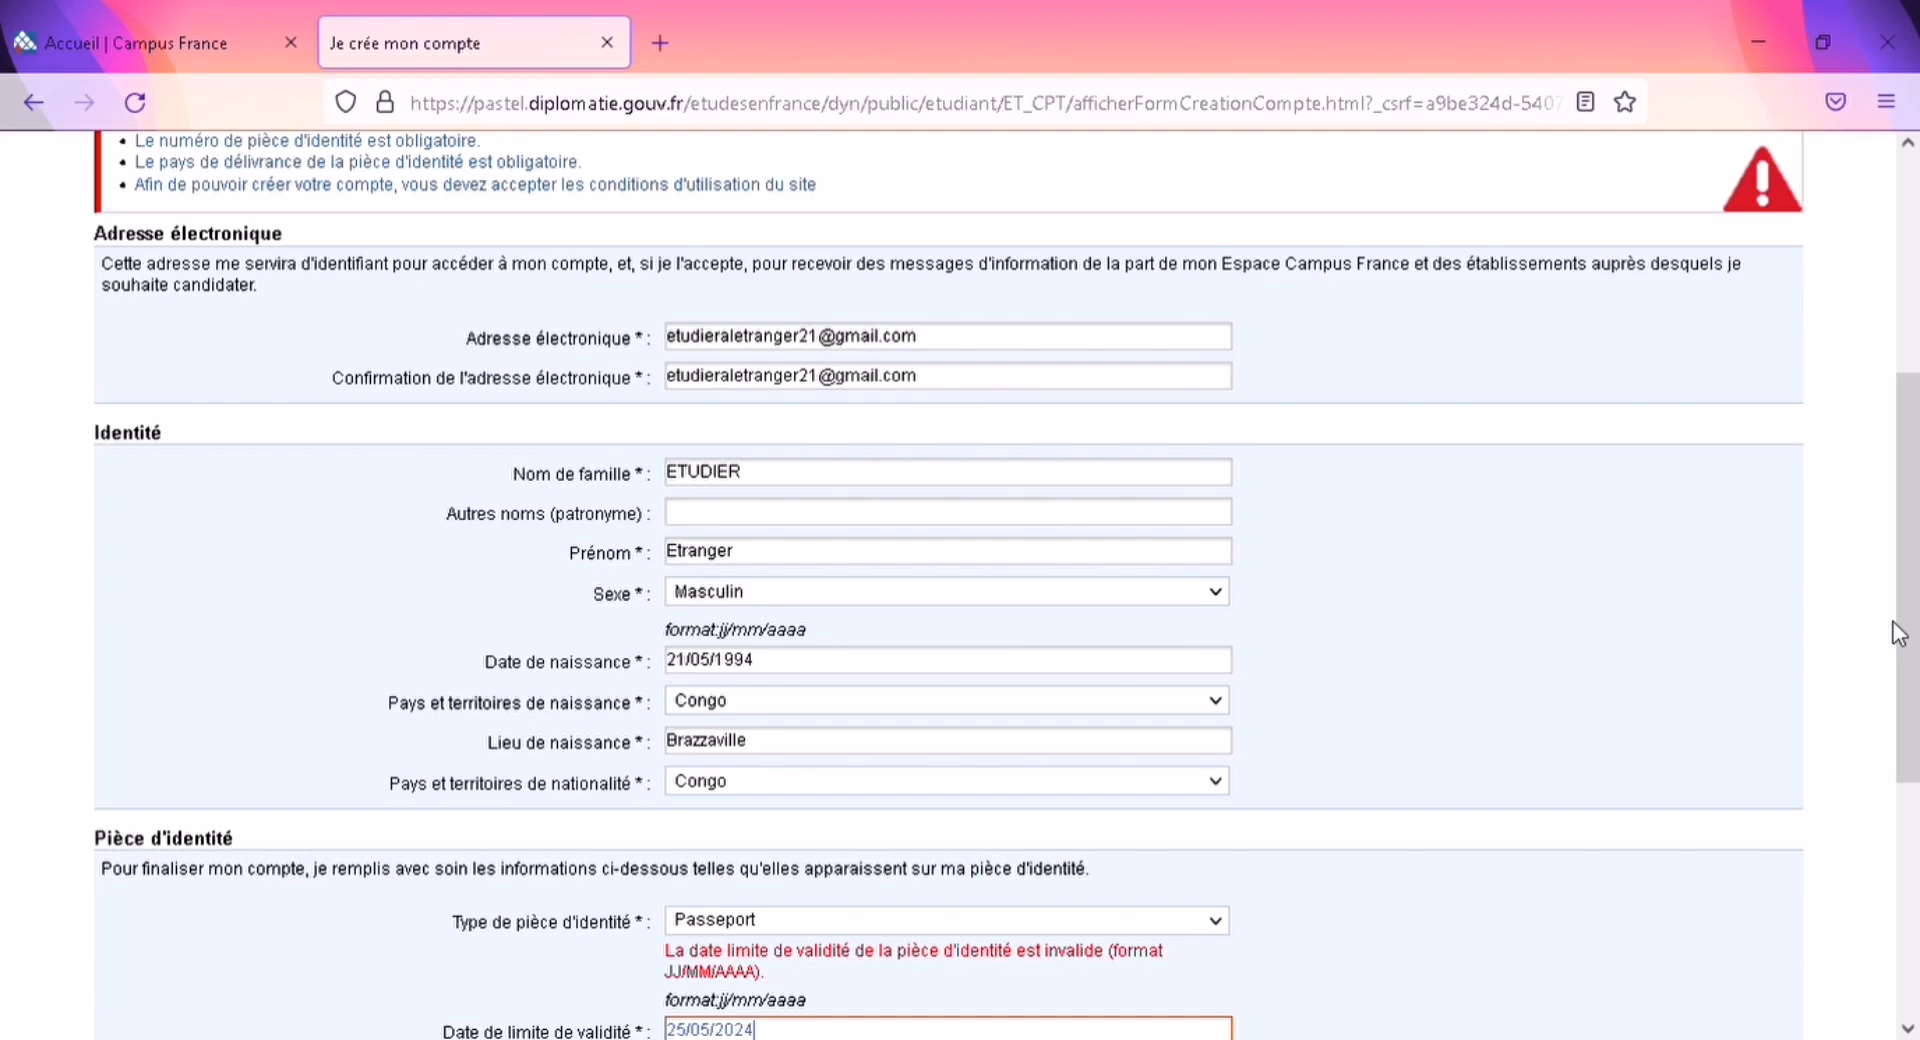 Accueil | Campus France
Je crée mon compte
https://pastel.diplomatie.gouv.fr/etudesenfrance/dyn/public/etudiant/ET_CPT/afficherFormCreationCompte.html?_csrf=a9be324d-5407
• Le numéro de pièce d'identité est obligatoire.
• Le pays de délivrance de la pièce d'identité est obligatoire.
• Afin de pouvoir créer votre compte, vous devez accepter les conditions d'utilisation du site
Adresse électronique
Cette adresse me servira d'identifiant pour accéder à mon compte, et, si je l'accepte, pour recevoir des messages d'information de la part de mon Espace Campus France et des établissements auprès desquels je
souhaite candidater.
Adresse électronique * : etudieraletranger21@gmail.com
Confirmation de l'adresse électronique * : etudieraletranger21@gmail.com
Identité
Nom de famille * : ETUDIER
Autres noms (patronyme) :
Prénom * : Etranger
Sexe * : Masculin
format:jj/mm/aaaa
Date de naissance * : 21/05/1994
Pays et territoires de naissance * : Congo
Lieu de naissance * : Brazzaville
Pays et territoires de nationalité * : Congo
Pièce d'identité
Pour finaliser mon compte, je remplis avec soin les informations ci-dessous telles qu'elles apparaissent sur ma pièce d'identité.
Type de pièce d'identité * : Passeport
La date limite de validité de la pièce d'identité est invalide (format
JJ/MM/AAAA).
format:jj/mm/aaaa
Date de limite de validité * : 25/05/2024